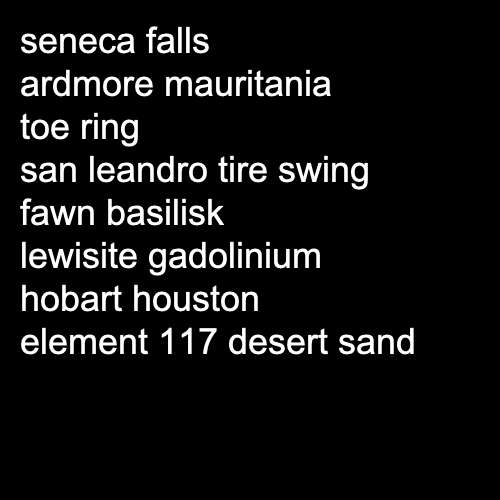 seneca falls
ardmore mauritania
toe ring
san leandro tire swing
fawn basilisk
lewisite gadolinium
hobart houston
element 117 desert sand